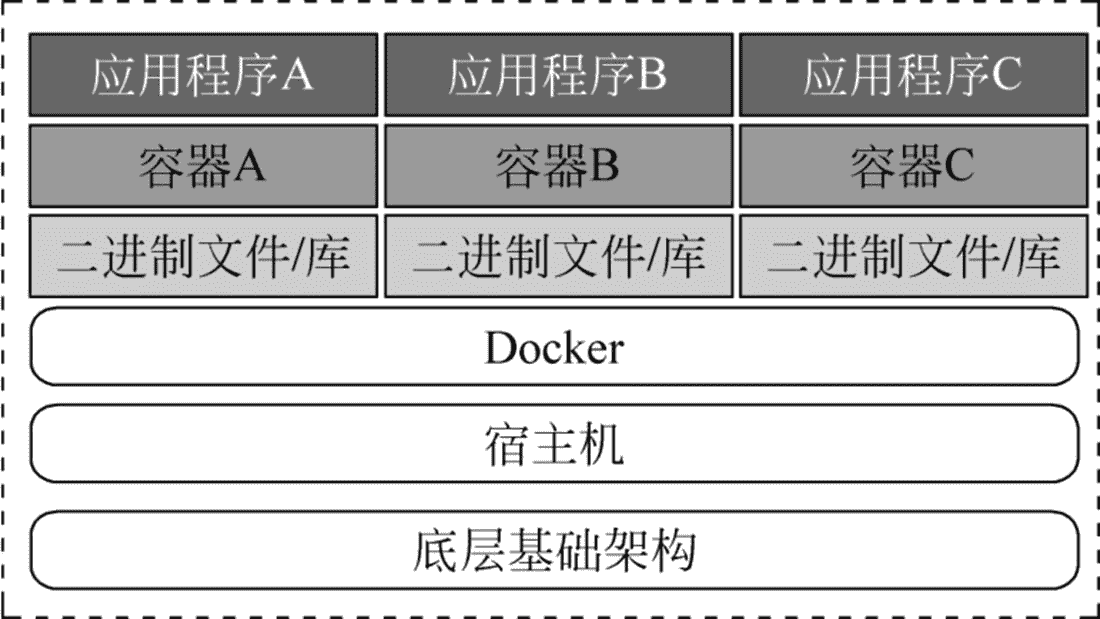 应用程序A 应用程序B 应用程序C
容器A 容器B 容器C
二进制文件/库 二进制文件/库 二进制文件/库
Docker
宿主机
底层基础架构